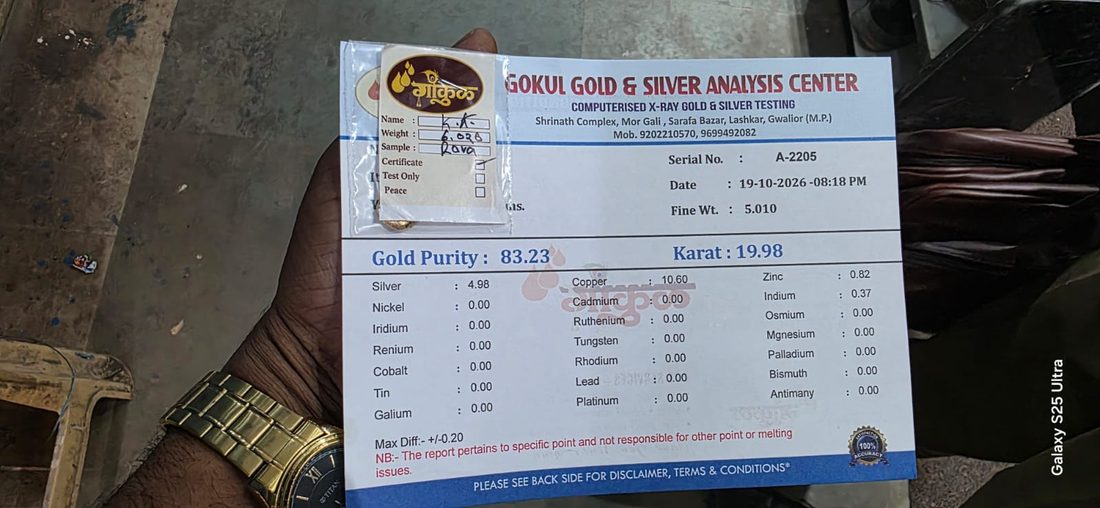 गोकुळ
GOKUL GOLD & SILVER ANALYSIS CENTER
COMPUTERISED X-RAY GOLD & SILVER TESTING
Shrinath Complex, Mor Gali , Sarafa Bazar, Lashkar, Gwalior (M.P.)
Mob. 9202210570, 9699492082
Name : K.K.
Weight : 6.020
Sample : Rava
Certificate
Test Only
Peace
ns.
Serial No. : A-2205
Date : 19-10-2026 -08:18 PM
Fine Wt. : 5.010
Gold Purity : 83.23 Karat : 19.98
Silver : 4.98 Copper : 10.60 Zinc : 0.82
Nickel : 0.00 Cadmium : 0.00 Indium : 0.37
Iridium : 0.00 Ruthenium : 0.00 Osmium : 0.00
Renium : 0.00 Tungsten : 0.00 Mgnesium : 0.00
Cobalt : 0.00 Rhodium : 0.00 Palladium : 0.00
Tin : 0.00 Lead : 0.00 Bismuth : 0.00
Galium : 0.00 Platinum : 0.00 Antimany : 0.00
गोकुळ
Max Diff:- +/-0.20
NB:- The report pertains to specific point and not responsible for other point or melting
issues.
100%
ACCURACY
PLEASE SEE BACK SIDE FOR DISCLAIMER, TERMS & CONDITIONS*
XII
TITAN
Galaxy S25 Ultra